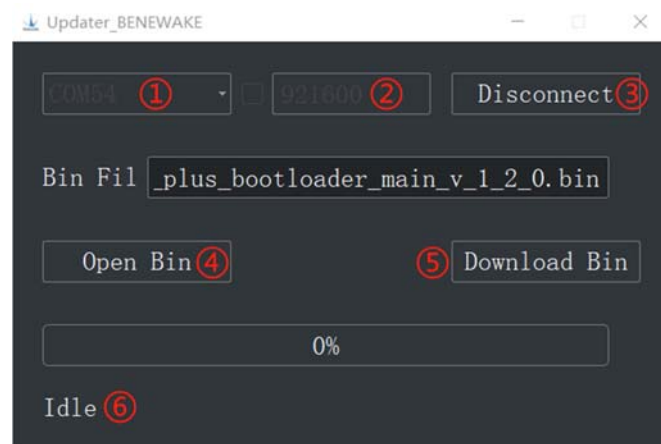 Updater_BENEWAKE
COM54 ① 921600 ② Disconnect ③
Bin Fil _plus_bootloader_main_v_1_2_0.bin
Open Bin ④ ⑤ Download Bin
0%
Idle ⑥